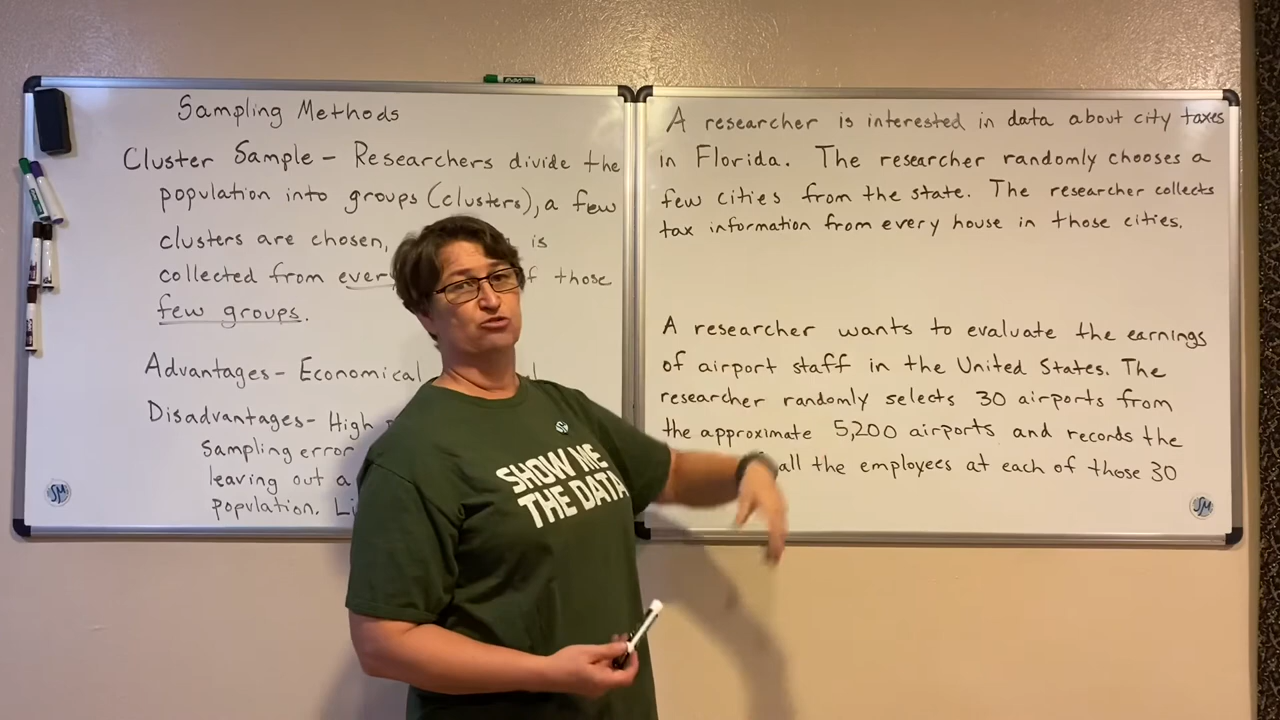 Sampling Methods
Cluster Sample - Researchers divide the
population into groups (clusters), a few
clusters are chosen, is
collected from those
few groups.
Advantages - Economical
Disadvantages - High
sampling error
leaving out a
population.
A researcher is interested in data about city taxes
in Florida. The researcher randomly chooses a
few cities from the state. The researcher collects
tax information from every house in those cities.
A researcher wants to evaluate the earnings
of airport staff in the United States. The
researcher randomly selects 30 airports from
the approximate 5,200 airports and records the
all the employees at each of those 30
SHOW ME
THE DATA
SM
SM
EXPO